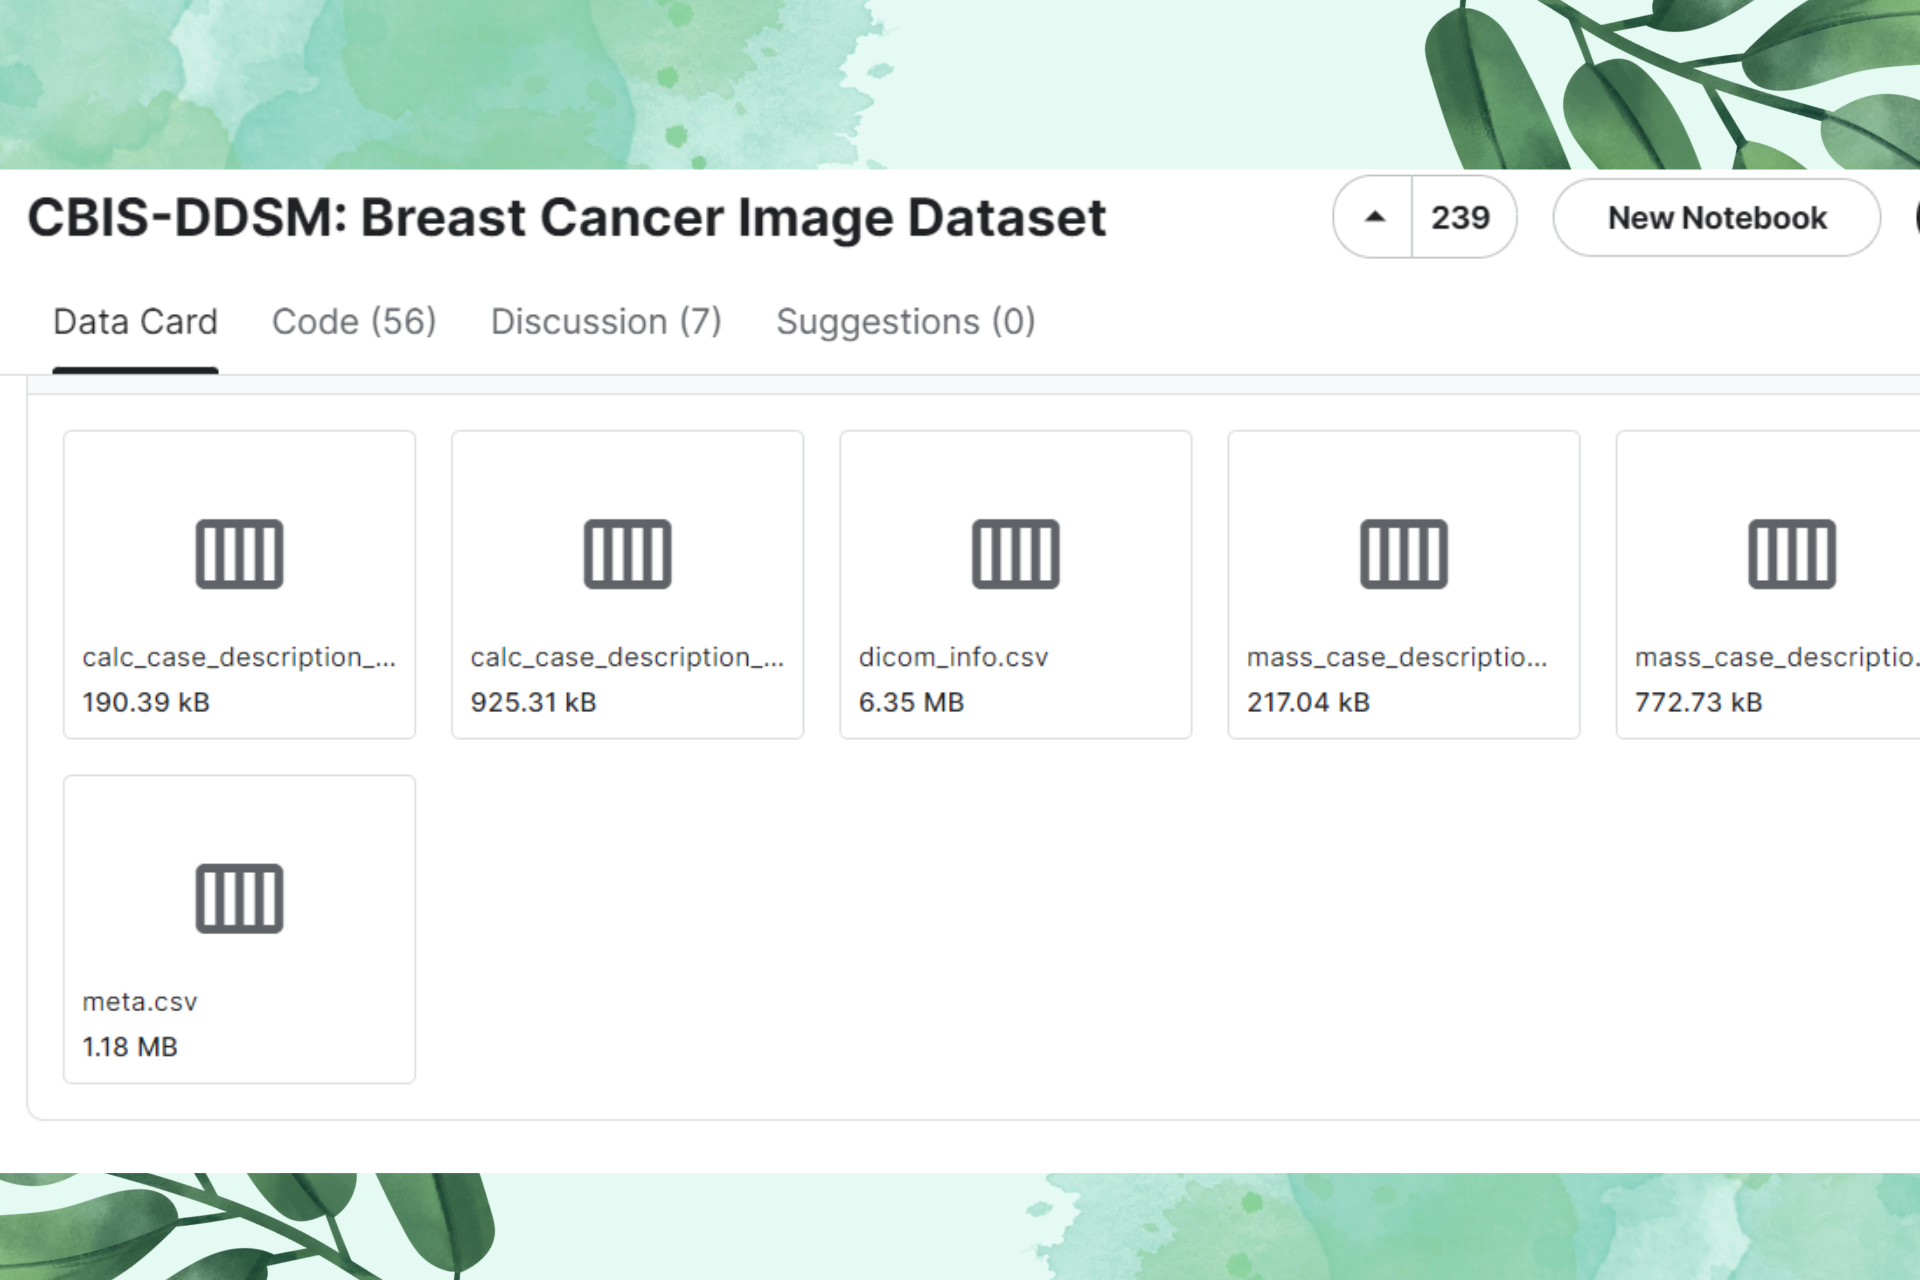 CBIS-DDSM: Breast Cancer Image Dataset
239
New Notebook
Data Card
Code (56)
Discussion (7)
Suggestions (0)
calc_case_description_...
190.39 kB
calc_case_description_...
925.31 kB
dicom_info.csv
6.35 MB
mass_case_descriptio...
217.04 kB
mass_case_descriptio.
772.73 kB
meta.csv
1.18 MB